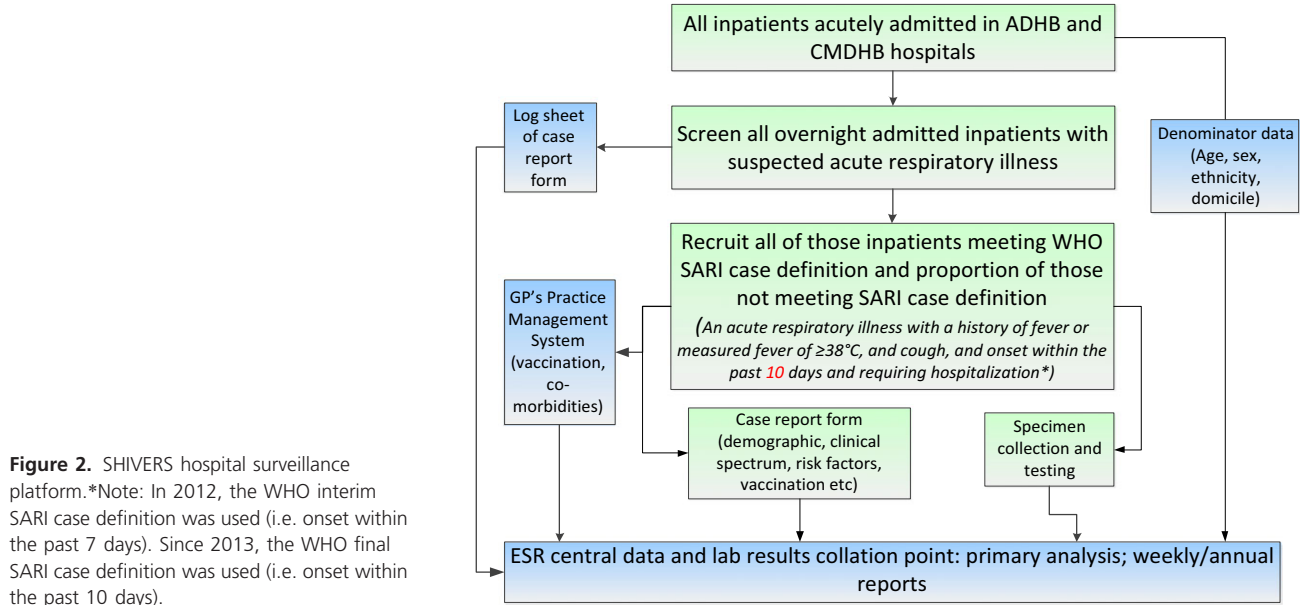 All inpatients acutely admitted in ADHB and
CMDHB hospitals
Log sheet
of case
report
form
Screen all overnight admitted inpatients with
suspected acute respiratory illness
Denominator data
(Age, sex,
ethnicity,
domicile)
Recruit all of those inpatients meeting WHO
SARI case definition and proportion of those
not meeting SARI case definition
(An acute respiratory illness with a history of fever or
measured fever of ≥38°C, and cough, and onset within the
past 10 days and requiring hospitalization*)
GP's Practice
Management
System
(vaccination,
co-
morbidities)
Case report form
(demographic, clinical
spectrum, risk factors,
vaccination etc)
Specimen
collection and
testing
ESR central data and lab results collation point: primary analysis; weekly/annual
reports
Figure 2. SHIVERS hospital surveillance
platform.*Note: In 2012, the WHO interim
SARI case definition was used (i.e. onset within
the past 7 days). Since 2013, the WHO final
SARI case definition was used (i.e. onset within
the past 10 days).